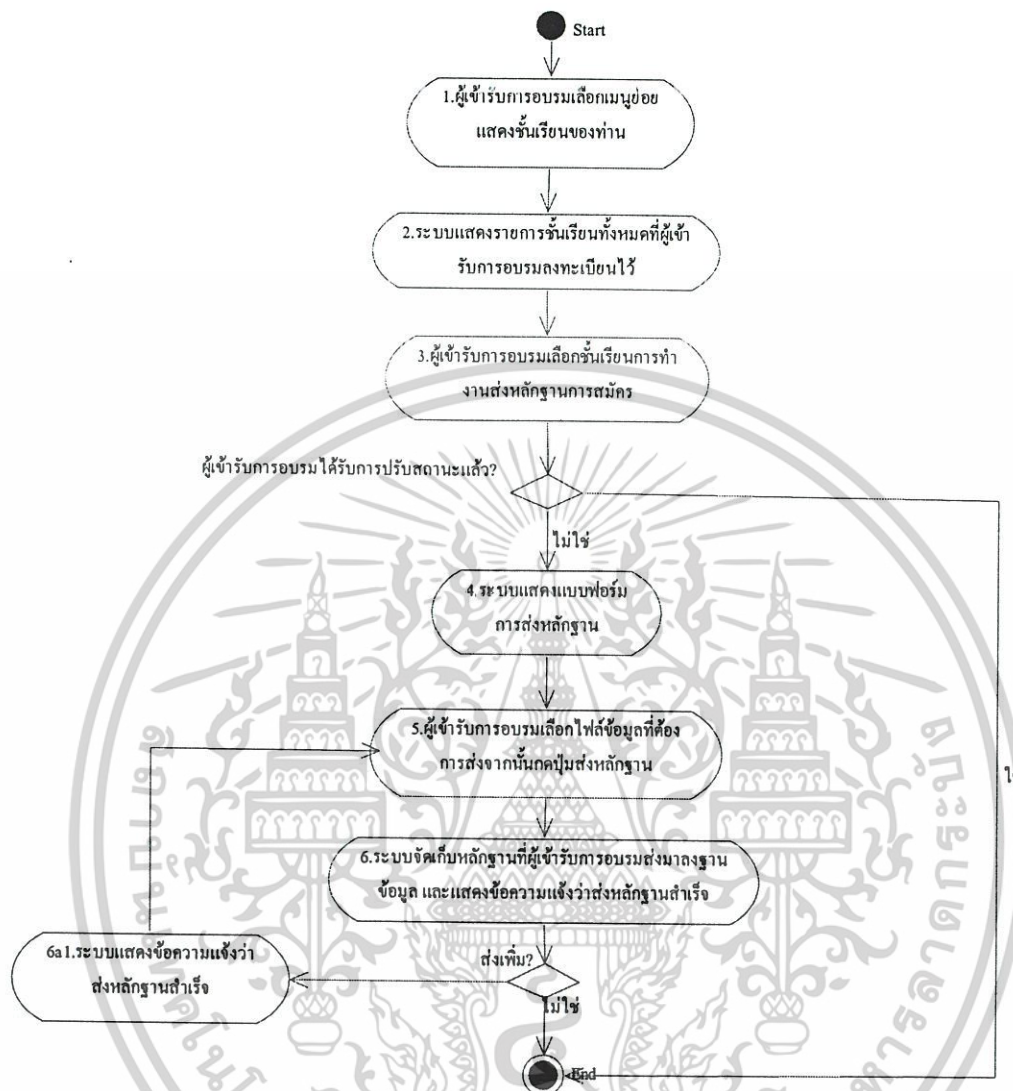 Start
1.ผู้เข้ารับการอบรมเลือกเมนูย่อย
แสดงชั้นเรียนของท่าน
2.ระบบแสดงรายการชั้นเรียนทั้งหมดที่ผู้เข้า
รับการอบรมลงทะเบียนไว้
3.ผู้เข้ารับการอบรมเลือกชั้นเรียนการทำ
งานส่งหลักฐานการสมัคร
ผู้เข้ารับการอบรมได้รับการปรับสถานะแล้ว?
ไม่ใช่
4.ระบบแสดงแบบฟอร์ม
การส่งหลักฐาน
5.ผู้เข้ารับการอบรมเลือกไฟล์ข้อมูลที่ต้อง
การส่งจากนั้นกดปุ่มส่งหลักฐาน
6.ระบบจัดเก็บหลักฐานที่ผู้เข้ารับการอบรมส่งมาลงฐาน
ข้อมูล และแสดงข้อความแจ้งว่าส่งหลักฐานสำเร็จ
6a1.ระบบแสดงข้อความแจ้งว่า
ส่งหลักฐานสำเร็จ
ส่งเพิ่ม?
ไม่ใช่
End